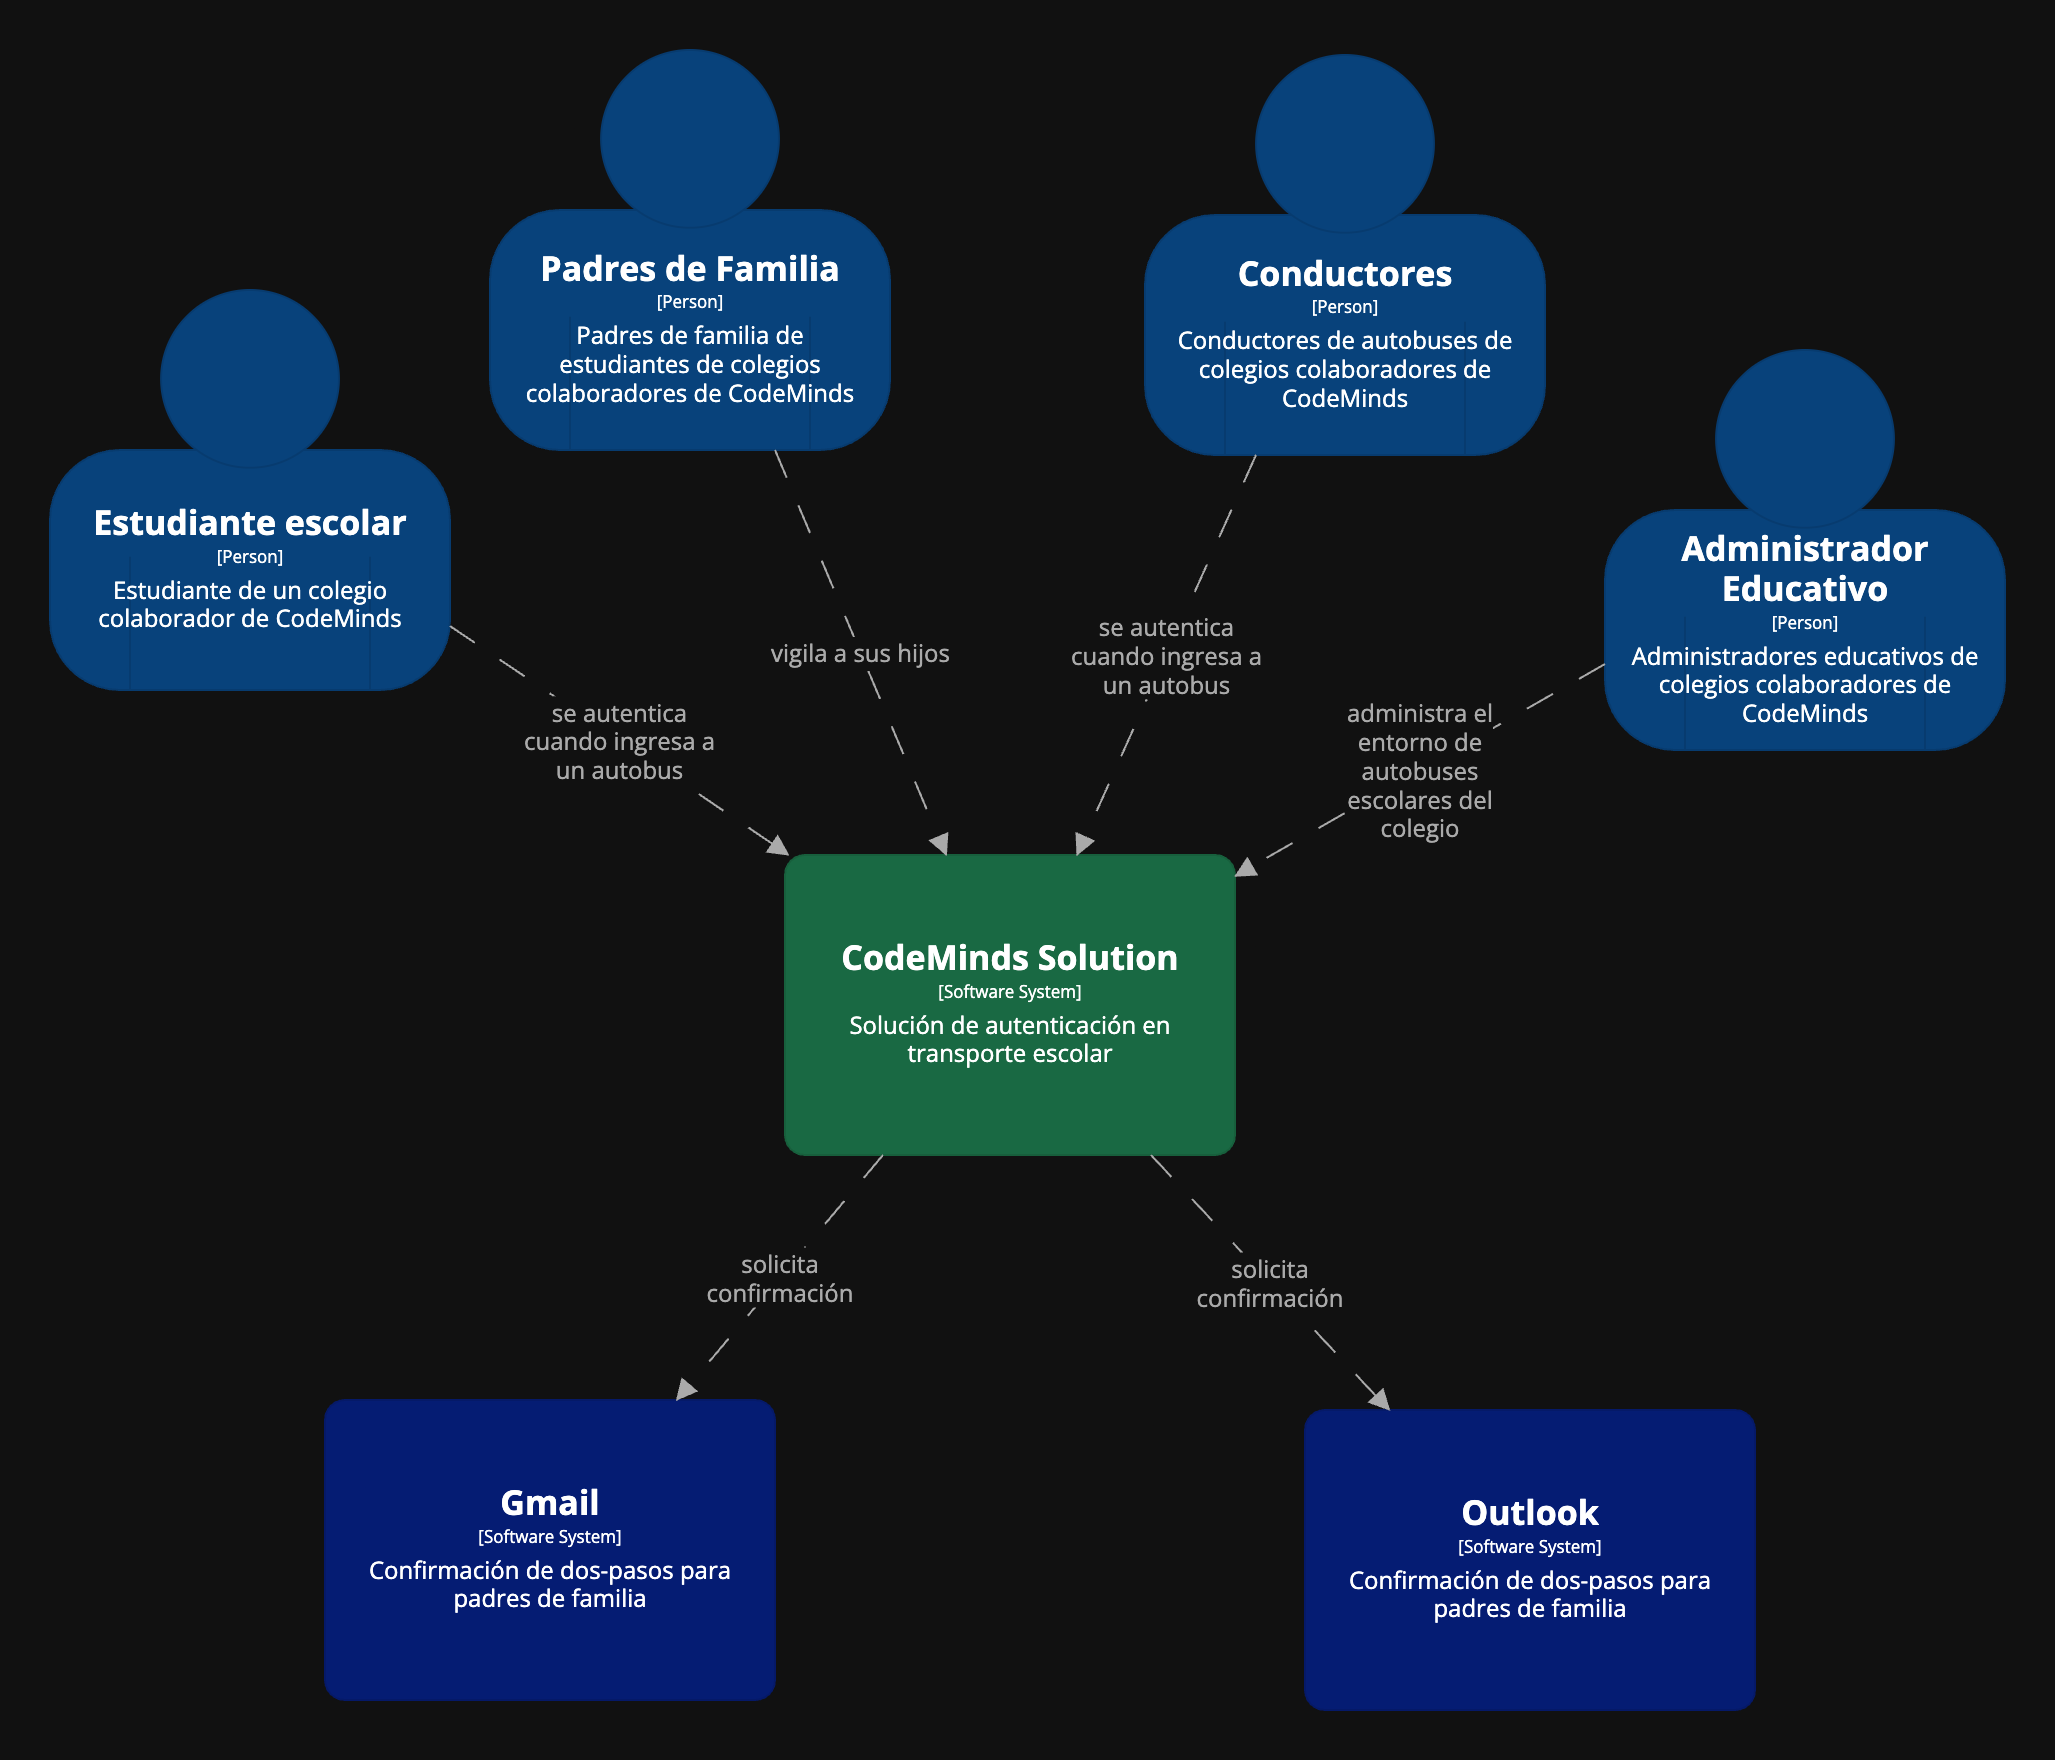 Padres de Familia
[Person]
Padres de familia de
estudiantes de colegios
colaboradores de CodeMinds
Conductores
[Person]
Conductores de autobuses de
colegios colaboradores de
CodeMinds
Estudiante escolar
[Person]
Estudiante de un colegio
colaborador de CodeMinds
Administrador
Educativo
[Person]
Administradores educativos de
colegios colaboradores de
CodeMinds
se autentica
cuando ingresa a
un autobus
vigila a sus hijos
se autentica
cuando ingresa a
un autobus
administra el
entorno de
autobuses
escolares del
colegio
CodeMinds Solution
[Software System]
Solución de autenticación en
transporte escolar
solicita
confirmación
solicita
confirmación
Gmail
[Software System]
Confirmación de dos-pasos para
padres de familia
Outlook
[Software System]
Confirmación de dos-pasos para
padres de familia